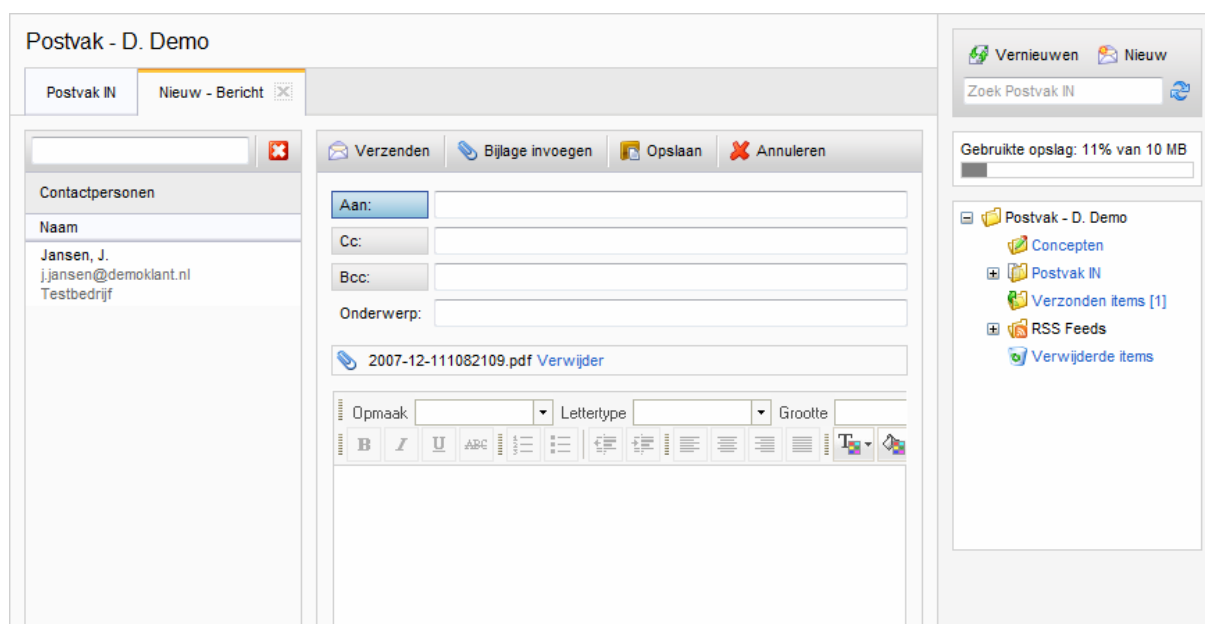 Postvak - D. Demo
Postvak IN
Nieuw - Bericht
Contactpersonen
Naam
Jansen, J.
j.jansen@demoklant.nl
Testbedrijf
Verzenden Bijlage invoegen Opslaan Annuleren
Aan:
Cc:
Bcc:
Onderwerp:
2007-12-111082109.pdf Verwijder
Opmaak Lettertype Grootte
B I U ABC
Vernieuwen Nieuw
Zoek Postvak IN
Gebruikte opslag: 11% van 10 MB
Postvak - D. Demo
Concepten
Postvak IN
Verzonden items [1]
RSS Feeds
Verwijderde items